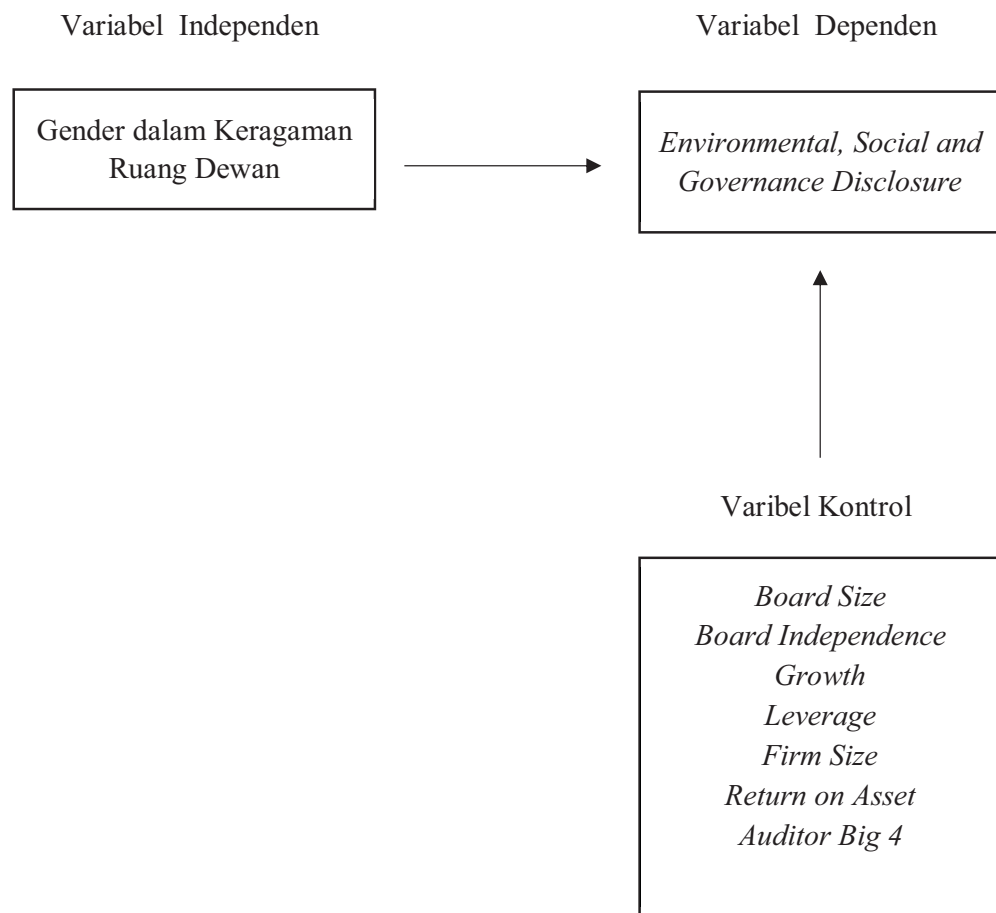 Variabel Independen
Variabel Dependen
Gender dalam Keragaman
Ruang Dewan
Environmental, Social and
Governance Disclosure
Varibel Kontrol
Board Size
Board Independence
Growth
Leverage
Firm Size
Return on Asset
Auditor Big 4